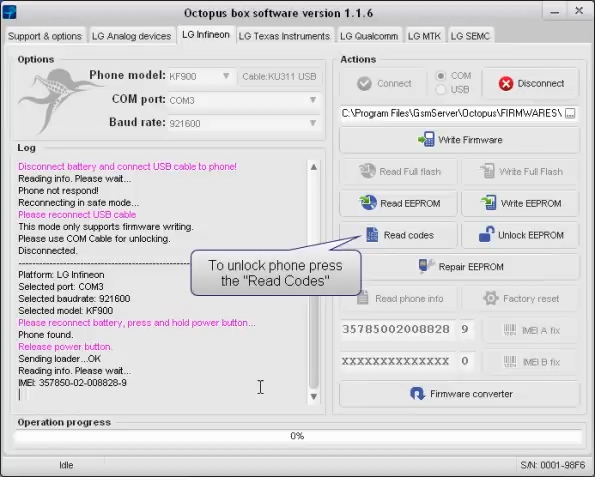 Octopus box software version 1.1.6
Support & options
LG Analog devices
LG Infineon
LG Texas Instruments
LG Qualcomm
LG MTK
LG SEMC
Options
Phone model: KF900
Cable:KU311 USB
COM port: COM3
Baud rate: 921600
Log
Disconnect battery and connect USB cable to phone!
Reading info. Please wait...
Phone not respond!
Reconnecting in safe mode...
Please reconnect USB cable
This mode only supports firmware writing.
Please use COM Cable for unlocking.
Disconnected.
Platform: LG Infineon
Selected port: COM3
Selected baudrate: 921600
Selected model: KF900
Please reconnect battery, press and hold power button...
Phone found.
Release power button.
Sending loader...OK
Reading info. Please wait...
IMEI: 357850-02-008828-9
To unlock phone press
the "Read Codes"
Actions
Connect
COM
USB
Disconnect
C:\Program Files\GsmServer\Octopus\FIRMWARES\ ...
Write Firmware
Read Full flash
Write Full Flash
Read EEPROM
Write EEPROM
Read codes
Unlock EEPROM
Repair EEPROM
Read phone info
Factory reset
35785002008828 9
IMEI A fix
XXXXXXXXXXXXXX 0
IMEI B fix
Firmware converter
Operation progress
0%
Idle
S/N: 0001-98F6